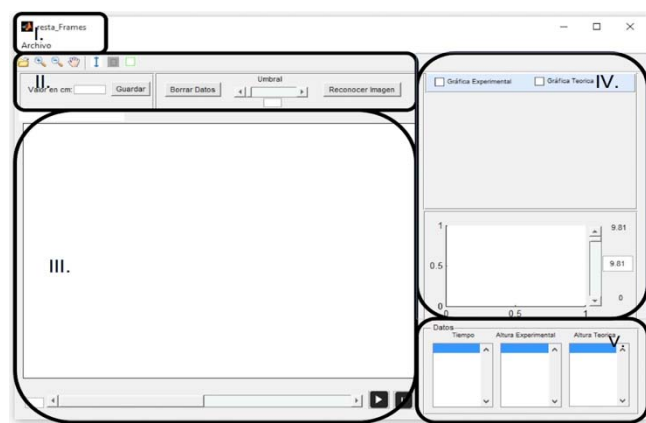 resta_Frames
I.
Archivo
II.
Valor en cm:
Guardar
Borrar Datos
Umbral
Reconocer Imagen
III.
Gráfica Experimental
Gráfica Teorica
IV.
1
0.5
0
0
0.5
1
9.81
9.81
0
Datos
Tiempo
Altura Experimental
Altura Teorica
V.